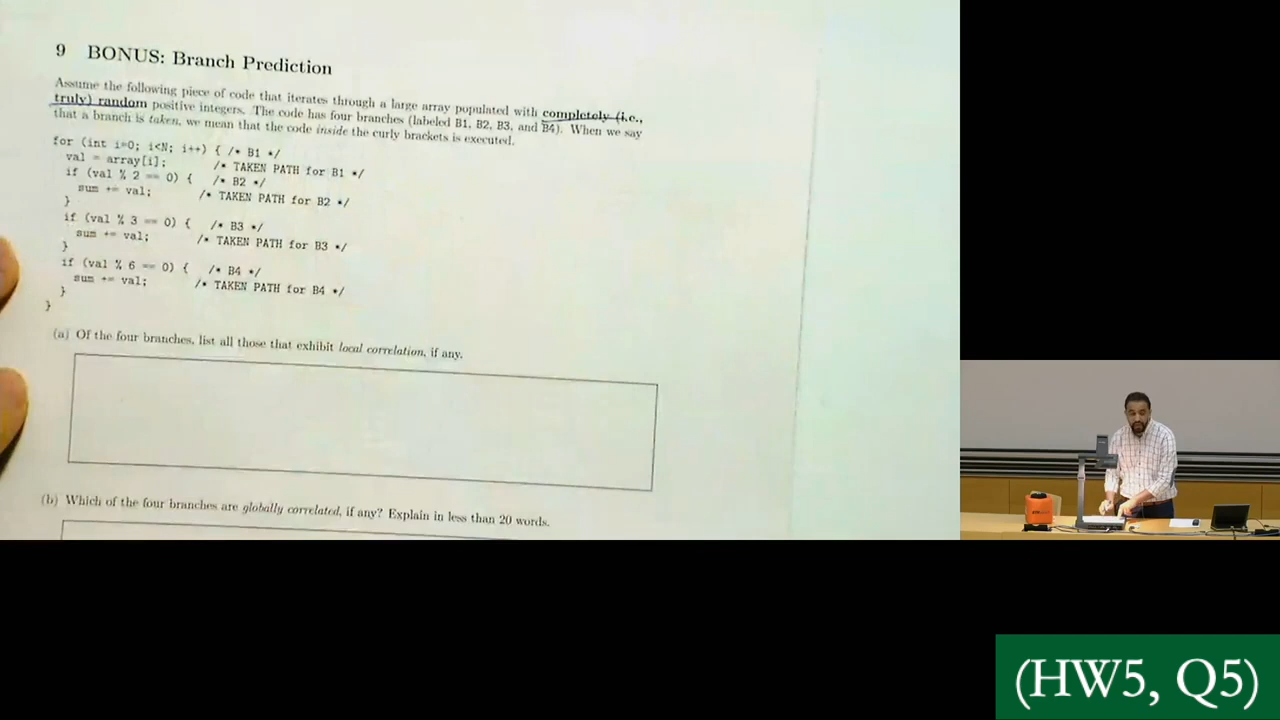 9 BONUS: Branch Prediction
Assume the following piece of code that iterates through a large array populated with completely (i.e.,
truly) random positive integers. The code has four branches (labeled B1, B2, B3, and B4). When we say
that a branch is taken, we mean that the code inside the curly brackets is executed.
for (int i=0; i<N; i++) { /* B1 */
val = array[i]; /* TAKEN PATH for B1 */
if (val % 2 == 0) { /* B2 */
sum += val; /* TAKEN PATH for B2 */
}
if (val % 3 == 0) { /* B3 */
sum += val; /* TAKEN PATH for B3 */
}
if (val % 6 == 0) { /* B4 */
sum += val; /* TAKEN PATH for B4 */
}
}
(a) Of the four branches, list all those that exhibit local correlation, if any.
(b) Which of the four branches are globally correlated, if any? Explain in less than 20 words.
(HW5, Q5)